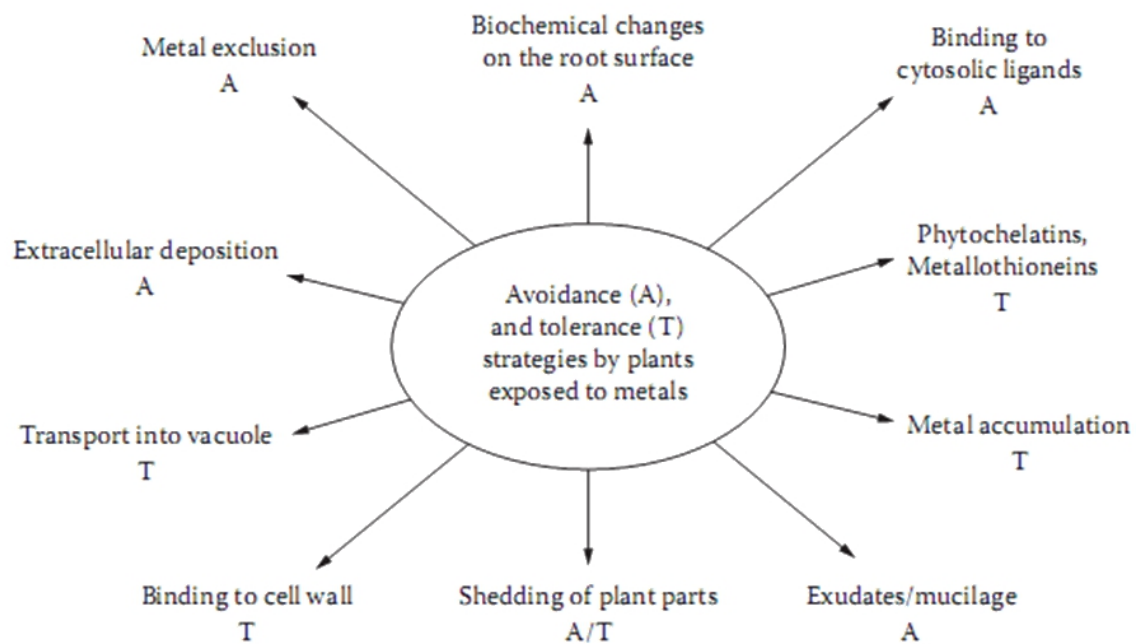 Metal exclusion
A
Biochemical changes
on the root surface
A
Binding to
cytosolic ligands
A
Extracellular deposition
A
Avoidance (A),
and tolerance (T)
strategies by plants
exposed to metals
Phytochelatins,
Metallothioneins
T
Transport into vacuole
T
Metal accumulation
T
Binding to cell wall
T
Shedding of plant parts
A/T
Exudates/mucilage
A